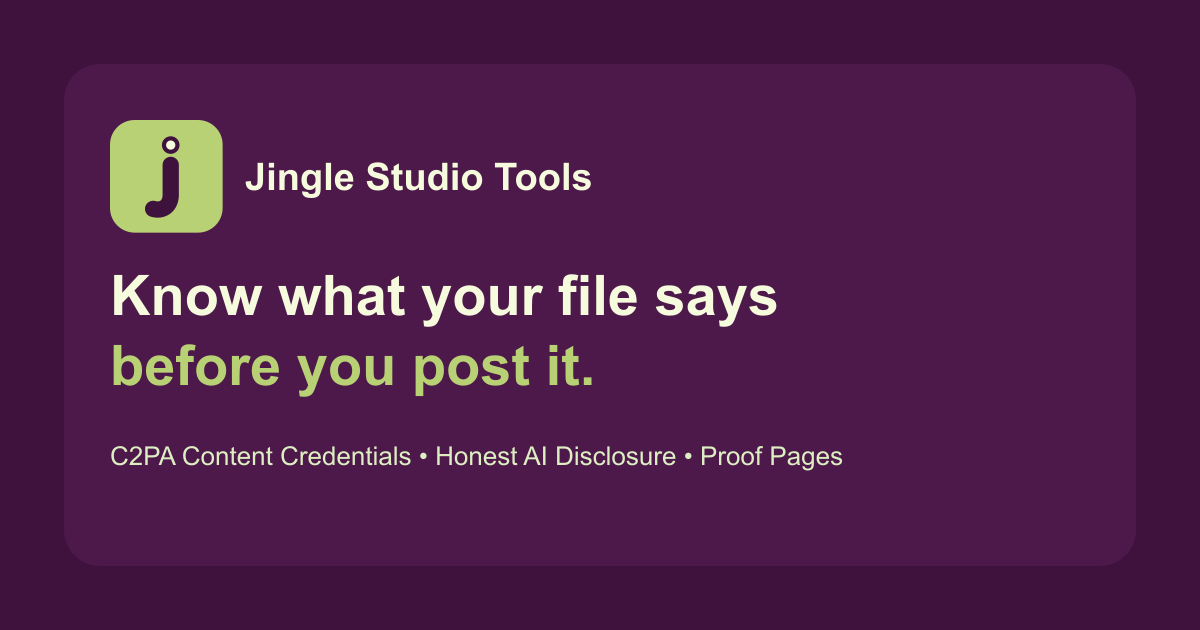 j
Jingle Studio Tools
Know what your file says
before you post it.
C2PA Content Credentials • Honest AI Disclosure • Proof Pages